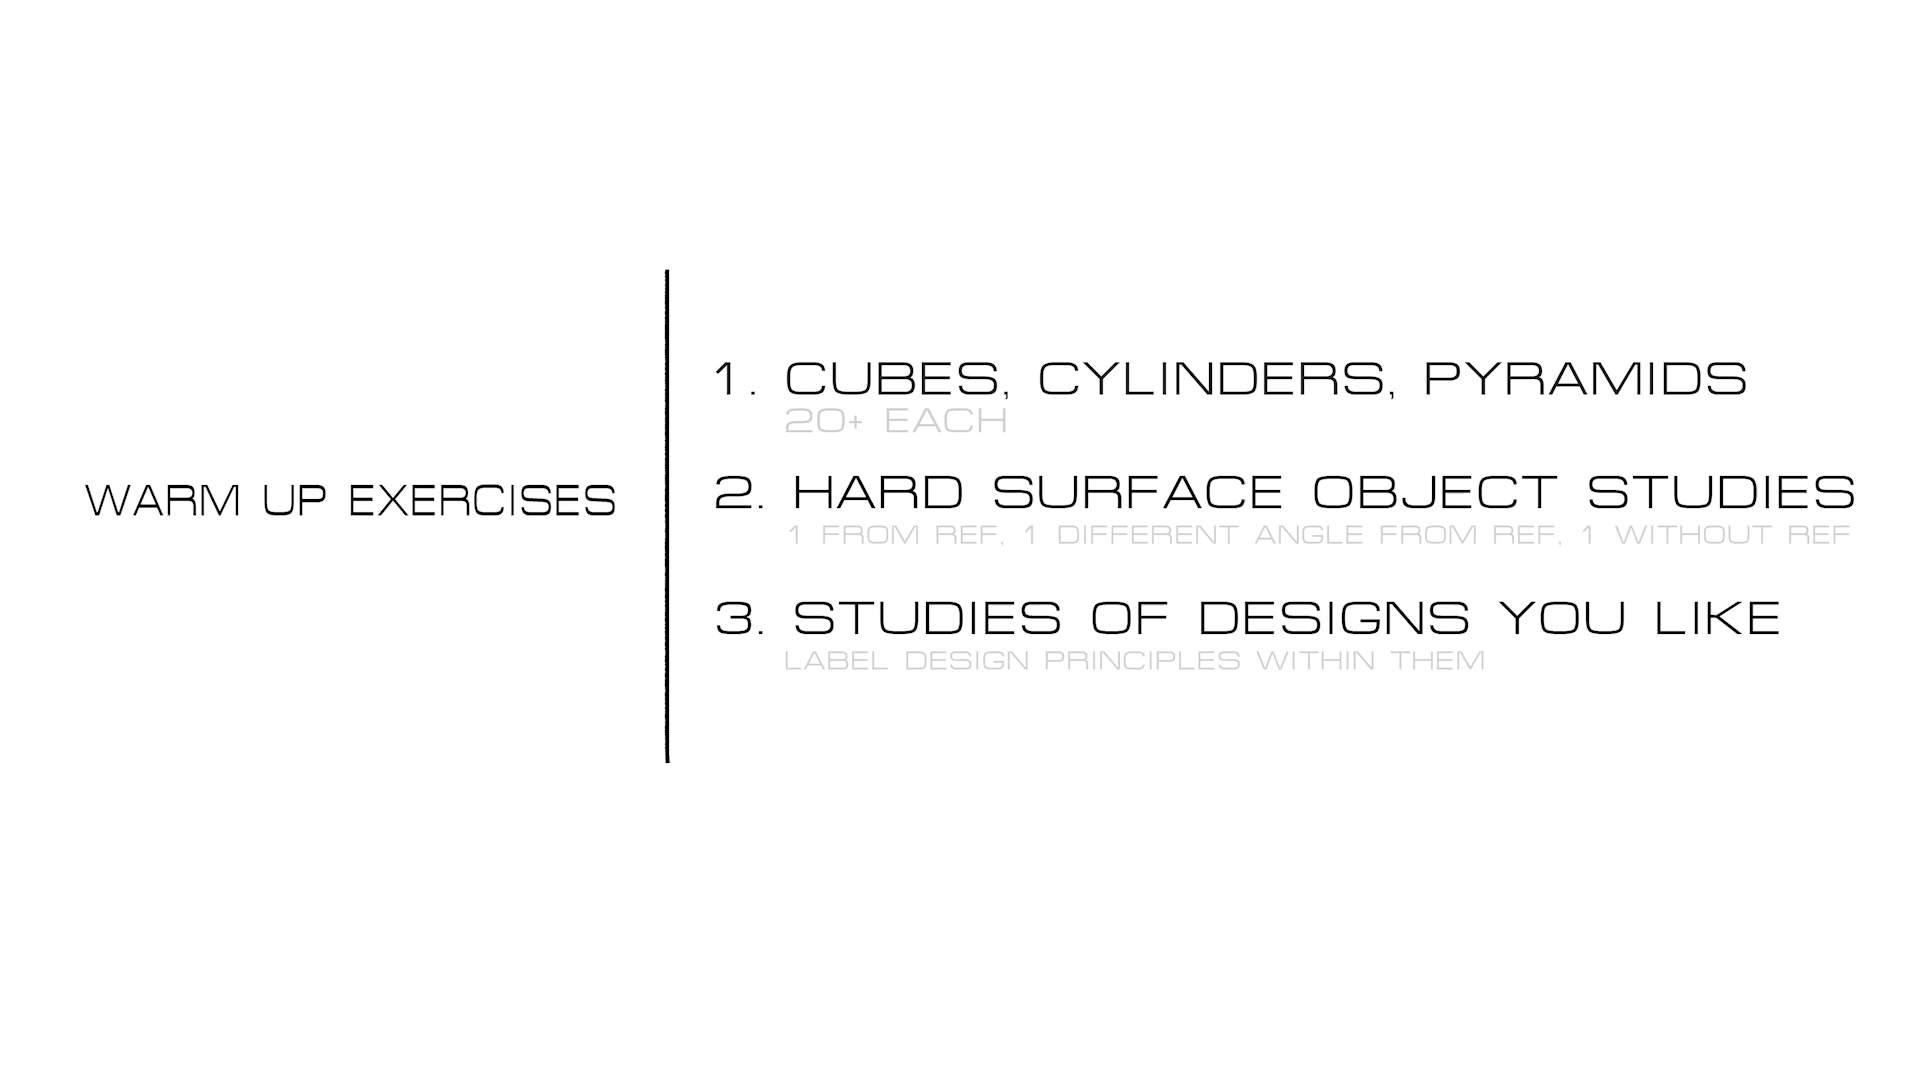 WARM UP EXERCISES
1. CUBES, CYLINDERS, PYRAMIDS
20+ EACH
2. HARD SURFACE OBJECT STUDIES
1 FROM REF, 1 DIFFERENT ANGLE FROM REF, 1 WITHOUT REF
3. STUDIES OF DESIGNS YOU LIKE
LABEL DESIGN PRINCIPLES WITHIN THEM